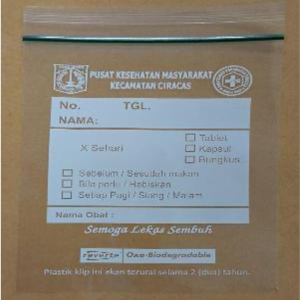 PUSAT KESEHATAN MASYARAKAT
KECAMATAN CIRACAS
No. TGL.
NAMA:
X Sehari
Tablet
Kapsul
Bungkus
Sebelum / Sesudah makan
Bila perlu / Habiskan
Setiap Pagi / Siang / Malam
Nama Obat :
Semoga Lekas Sembuh
Oxo-Biodegradable
Plastik klip ini akan terurai selama 2 (dua) tahun.